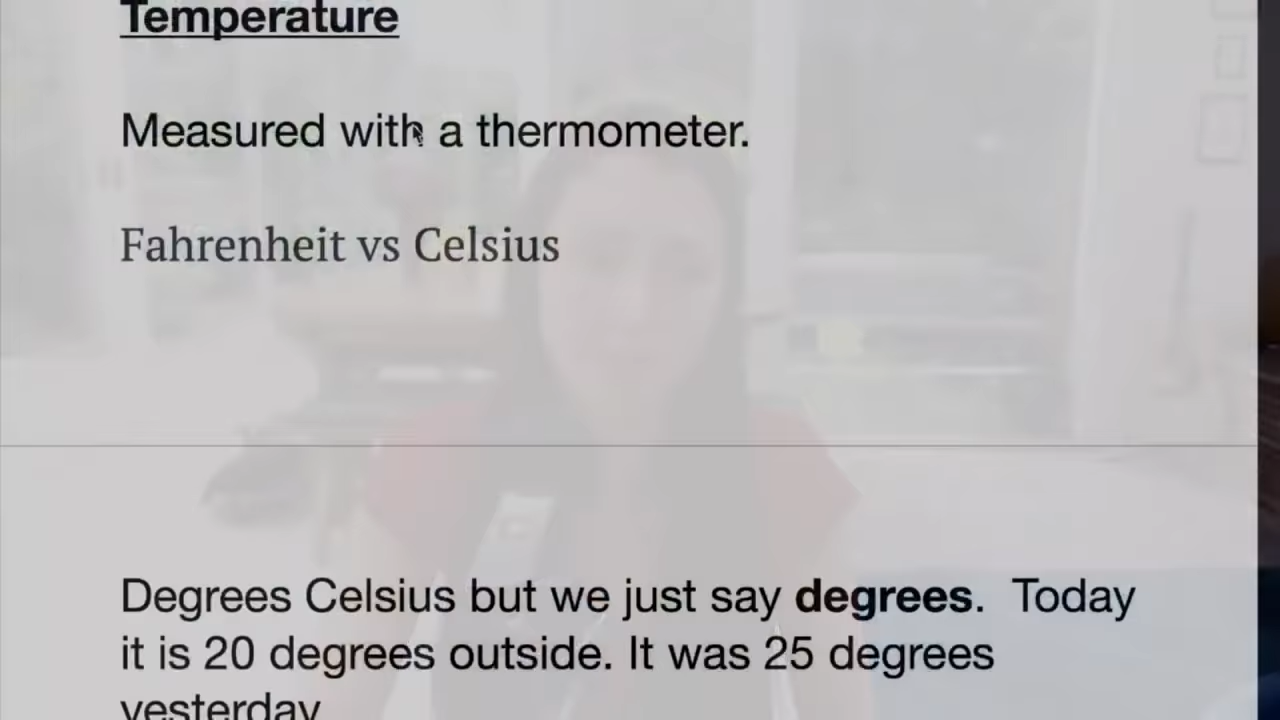 Temperature
Measured with a thermometer.
Fahrenheit vs Celsius
Degrees Celsius but we just say degrees. Today
it is 20 degrees outside. It was 25 degrees
yesterday